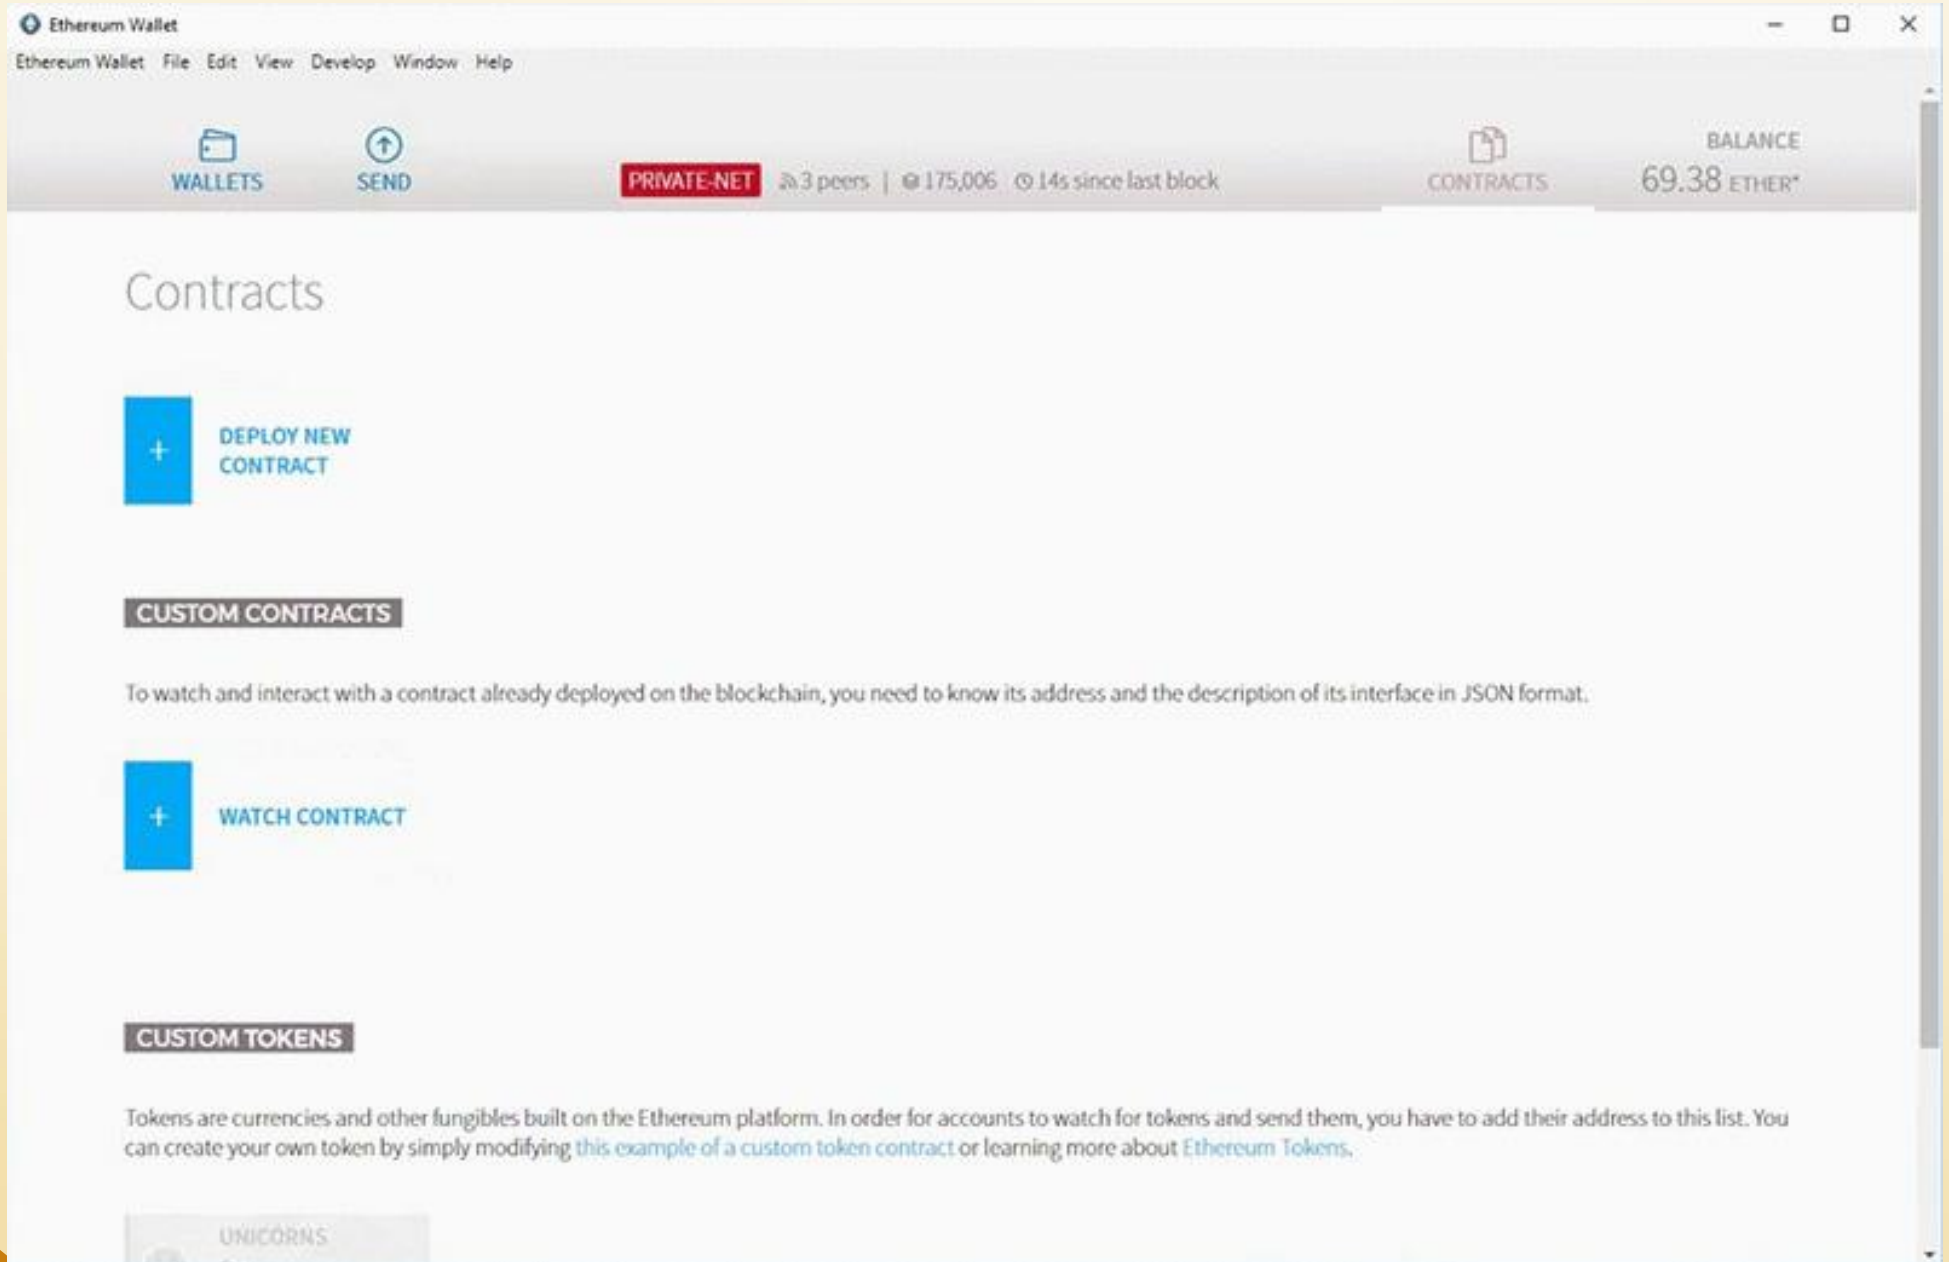 Ethereum Wallet
Ethereum Wallet File Edit View Develop Window Help
WALLETS
SEND
PRIVATE-NET 3 peers | 175,006 14s since last block
CONTRACTS
BALANCE
69.38 ETHER*
Contracts
+
DEPLOY NEW
CONTRACT
CUSTOM CONTRACTS
To watch and interact with a contract already deployed on the blockchain, you need to know its address and the description of its interface in JSON format.
+
WATCH CONTRACT
CUSTOM TOKENS
Tokens are currencies and other fungibles built on the Ethereum platform. In order for accounts to watch for tokens and send them, you have to add their address to this list. You
can create your own token by simply modifying this example of a custom token contract or learning more about Ethereum Tokens.
UNICORNS